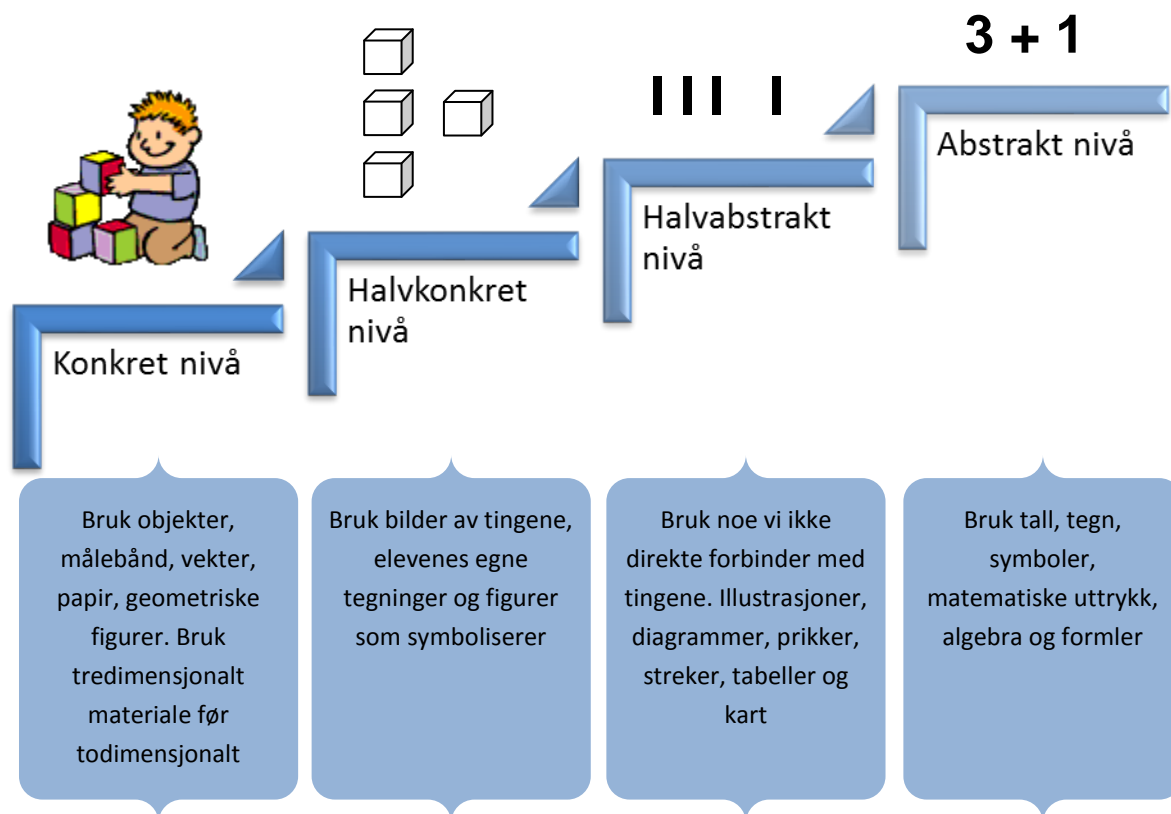 3 + 1
Abstrakt nivå
Halvabstrakt
nivå
Halvkonkret
nivå
Konkret nivå
Bruk objekter,
målebånd, vekter,
papir, geometriske
figurer. Bruk
tredimensjonalt
materiale før
todimensjonalt
Bruk bilder av tingene,
elevenes egne
tegninger og figurer
som symboliserer
Bruk noe vi ikke
direkte forbinder med
tingene. Illustrasjoner,
diagrammer, prikker,
streker, tabeller og
kart
Bruk tall, tegn,
symboler,
matematiske uttrykk,
algebra og formler